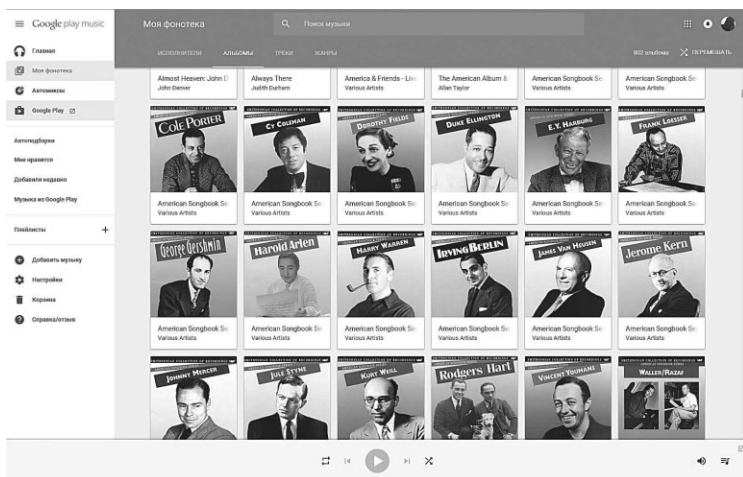 Google play music
Моя фонотека
Поиск музыки
ИСПОЛНИТЕЛИ
АЛЬБОМЫ
ТРЕКИ
ЖАНРЫ
902 альбома
ПЕРЕМЕШАТЬ
Главная
Моя фонотека
Автомиксы
Google Play
Автоподборки
Мне нравится
Добавили недавно
Музыка из Google Play
Плейлисты
Добавить музыку
Настройки
Корзина
Справка/отзыв
Almost Heaven: John D
John Denver
Always There
Judith Durham
America & Friends - Liv
Various Artists
The American Album &
Allan Taylor
American Songbook Se
Various Artists
American Songbook Se
Various Artists
COLE PORTER
American Songbook Se
Various Artists
CY COLEMAN
American Songbook Se
Various Artists
DOROTHY FIELDS
American Songbook Se
Various Artists
DUKE ELLINGTON
American Songbook Se
Various Artists
E.Y. HARBURG
American Songbook Se
Various Artists
FRANK LOESSER
American Songbook Se
Various Artists
George Gershwin
American Songbook Se
Various Artists
Harold Arlen
American Songbook Se
Various Artists
HARRY WARREN
American Songbook Se
Various Artists
IRVING BERLIN
American Songbook Se
Various Artists
JAMES VAN HEUSEN
American Songbook Se
Various Artists
Jerome Kern
American Songbook Se
Various Artists
JOHNNY MERCER
JULE STYNE
KURT WEILL
Rodgers Hart
VINCENT YOUMANS
WALLER/RAZAF